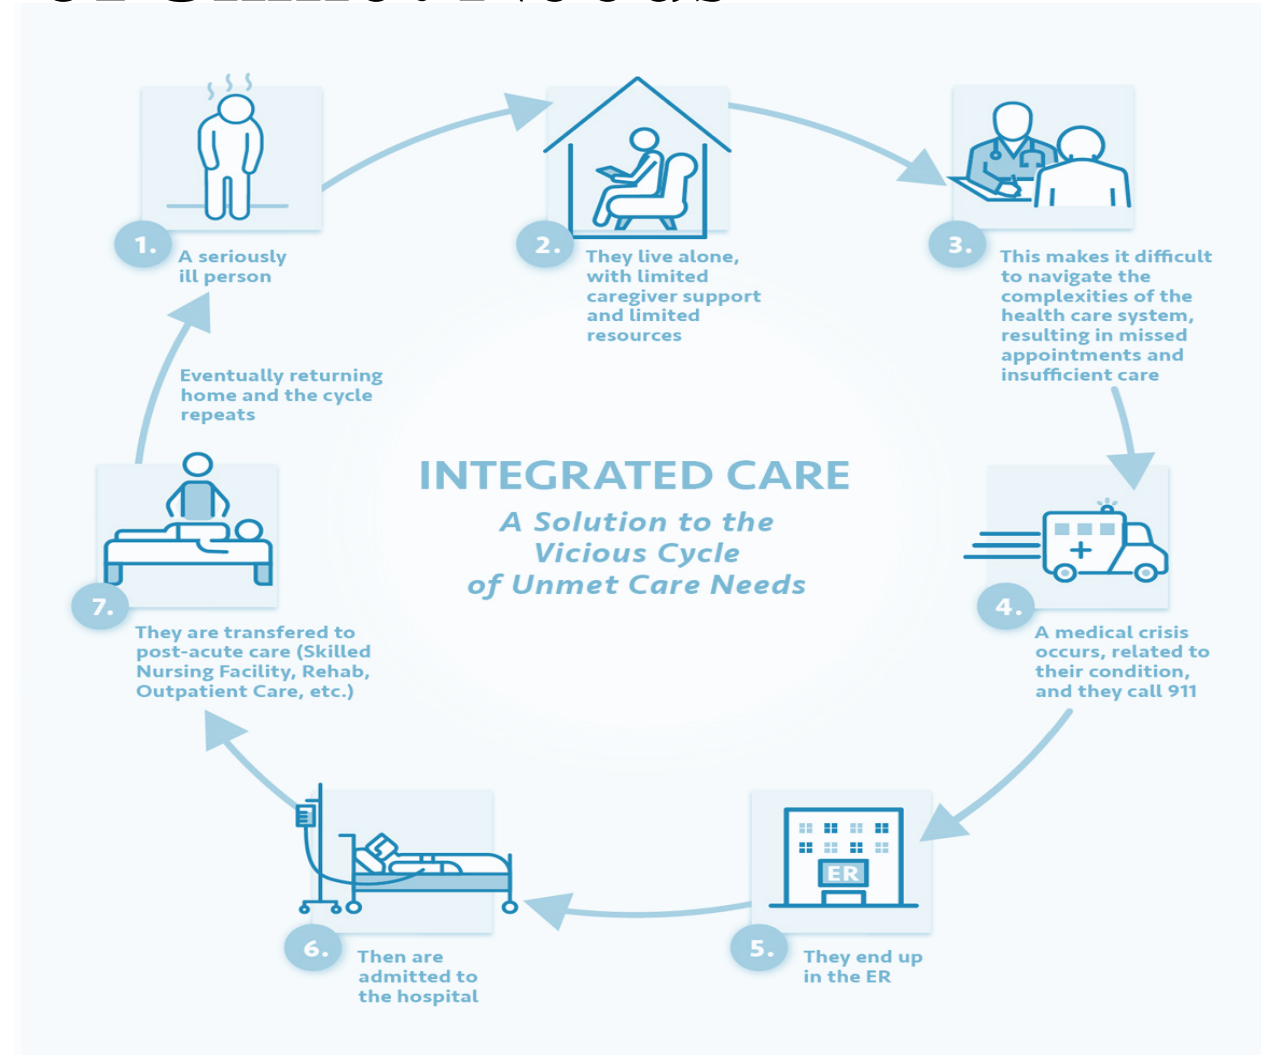 of Unmet Needs
1.
A seriously
ill person
2.
They live alone,
with limited
caregiver support
and limited
resources
3.
This makes it difficult
to navigate the
complexities of the
health care system,
resulting in missed
appointments and
insufficient care
4.
A medical crisis
occurs, related to
their condition,
and they call 911
ER
5.
They end up
in the ER
6.
Then are
admitted to
the hospital
7.
They are transfered to
post-acute care (Skilled
Nursing Facility, Rehab,
Outpatient Care, etc.)
Eventually returning
home and the cycle
repeats
INTEGRATED CARE
A Solution to the
Vicious Cycle
of Unmet Care Needs